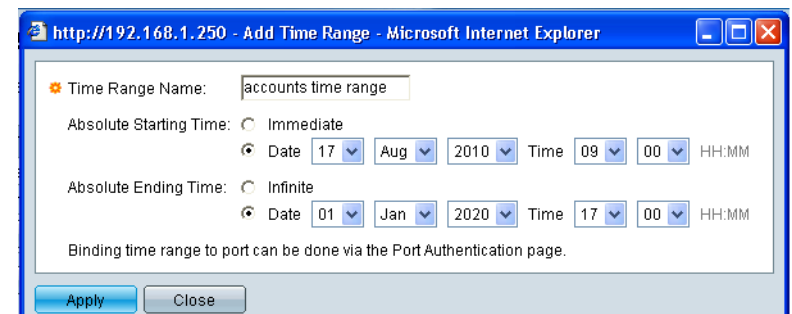 http://192.168.1.250 - Add Time Range - Microsoft Internet Explorer
Time Range Name: accounts time range
Absolute Starting Time: Immediate
Date 17 Aug 2010 Time 09 00 HH:MM
Absolute Ending Time: Infinite
Date 01 Jan 2020 Time 17 00 HH:MM
Binding time range to port can be done via the Port Authentication page.
Apply Close